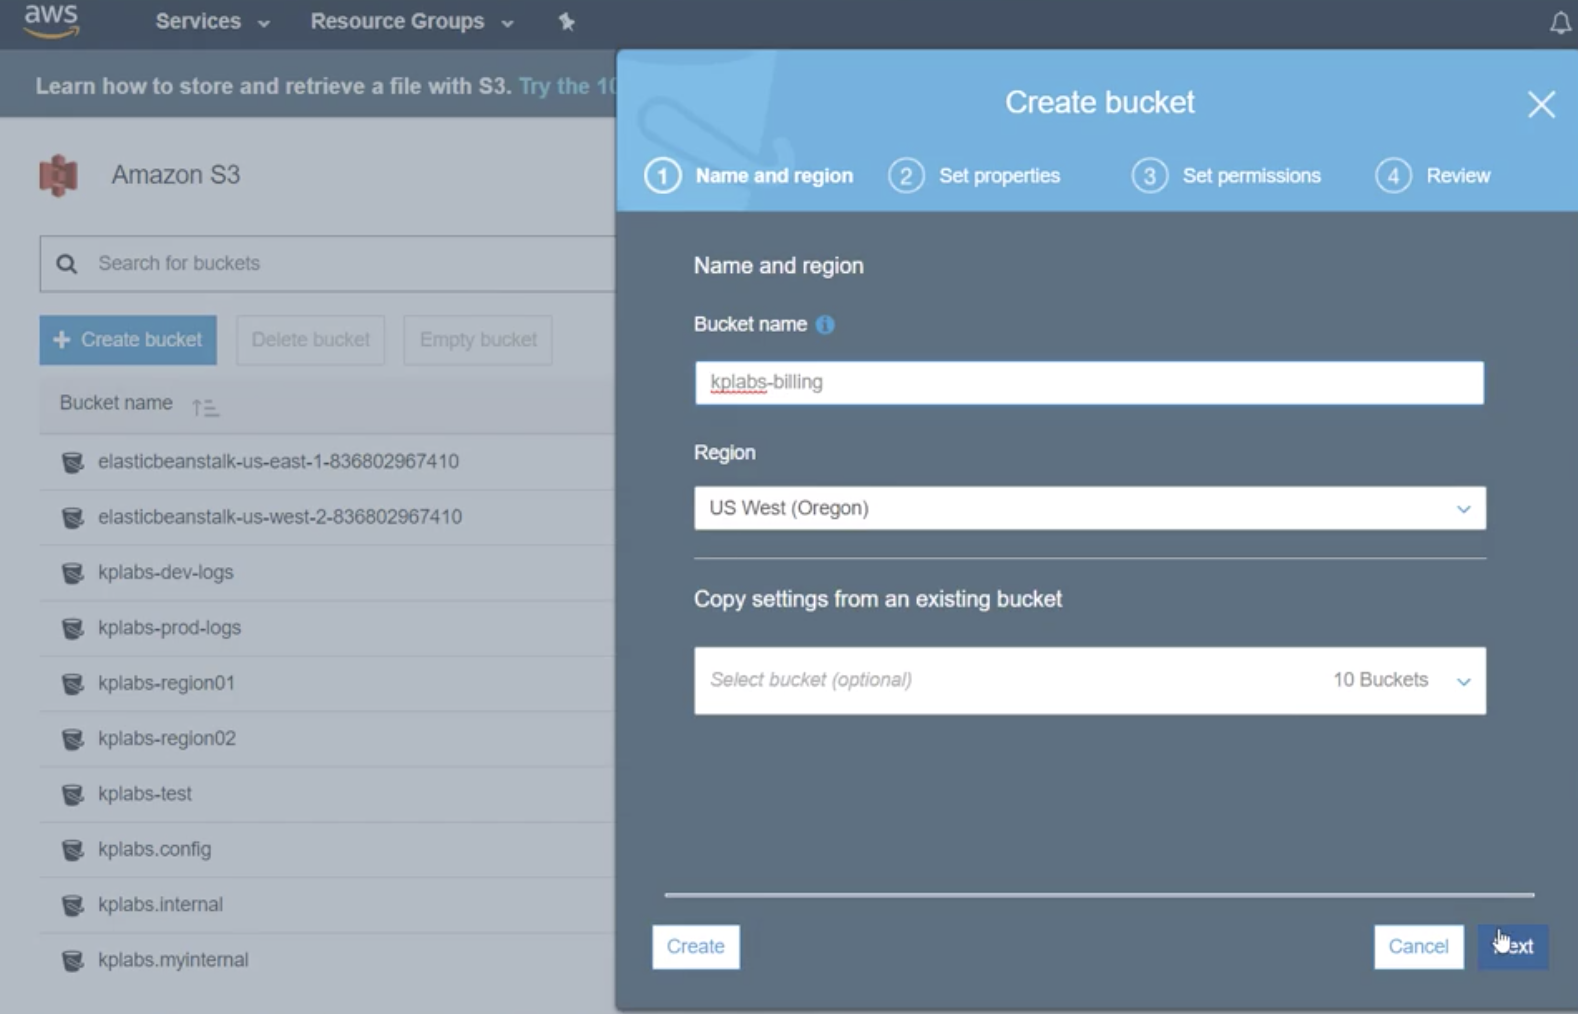 aws Services Resource Groups
Learn how to store and retrieve a file with S3. Try the 10
Amazon S3
Search for buckets
+ Create bucket Delete bucket Empty bucket
Bucket name
elasticbeanstalk-us-east-1-836802967410
elasticbeanstalk-us-west-2-836802967410
kplabs-dev-logs
kplabs-prod-logs
kplabs-region01
kplabs-region02
kplabs-test
kplabs.config
kplabs.internal
kplabs.myinternal
Create bucket
1 Name and region 2 Set properties 3 Set permissions 4 Review
Name and region
Bucket name
kplabs-billing
Region
US West (Oregon)
Copy settings from an existing bucket
Select bucket (optional) 10 Buckets
Create Cancel Next